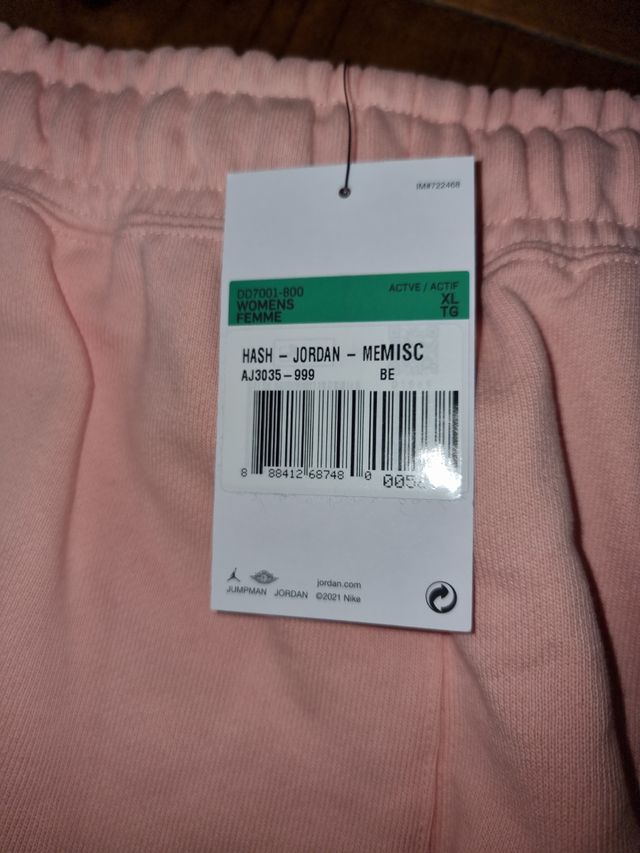 IM#722468
DD7001-800 ACTVE / ACTIF
WOMENS XL
FEMME TG
HASH - JORDAN - MEMISC
AJ3035-999 BE
8 88412 68748 0
jordan.com
JUMPMAN JORDAN ©2021 Nike